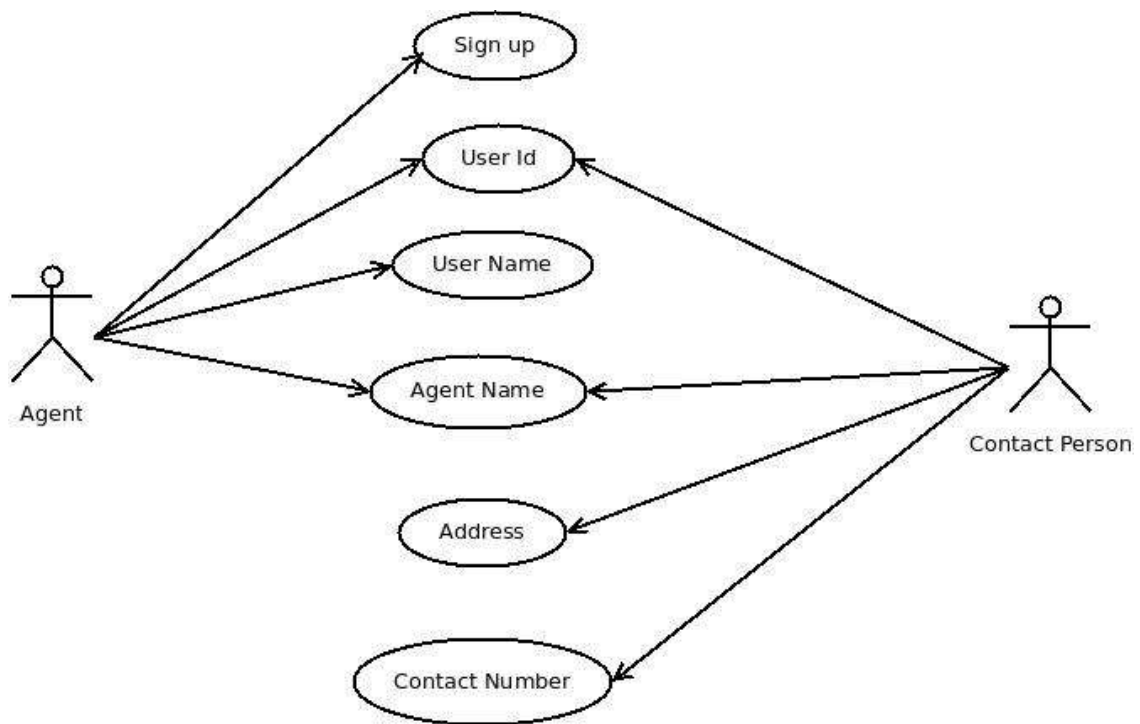 Sign up
User Id
User Name
Agent Name
Agent
Contact Person
Address
Contact Number